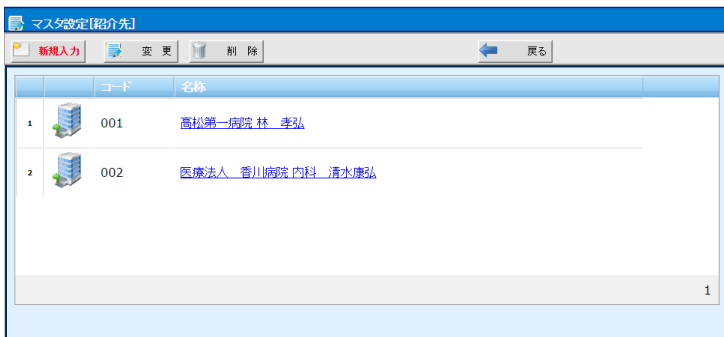 マスタ設定[紹介先]
新規入力 変 更 削 除 戻る
コード 名称
1 001 高松第一病院 林　孝弘
2 002 医療法人　香川病院 内科　清水康弘
1